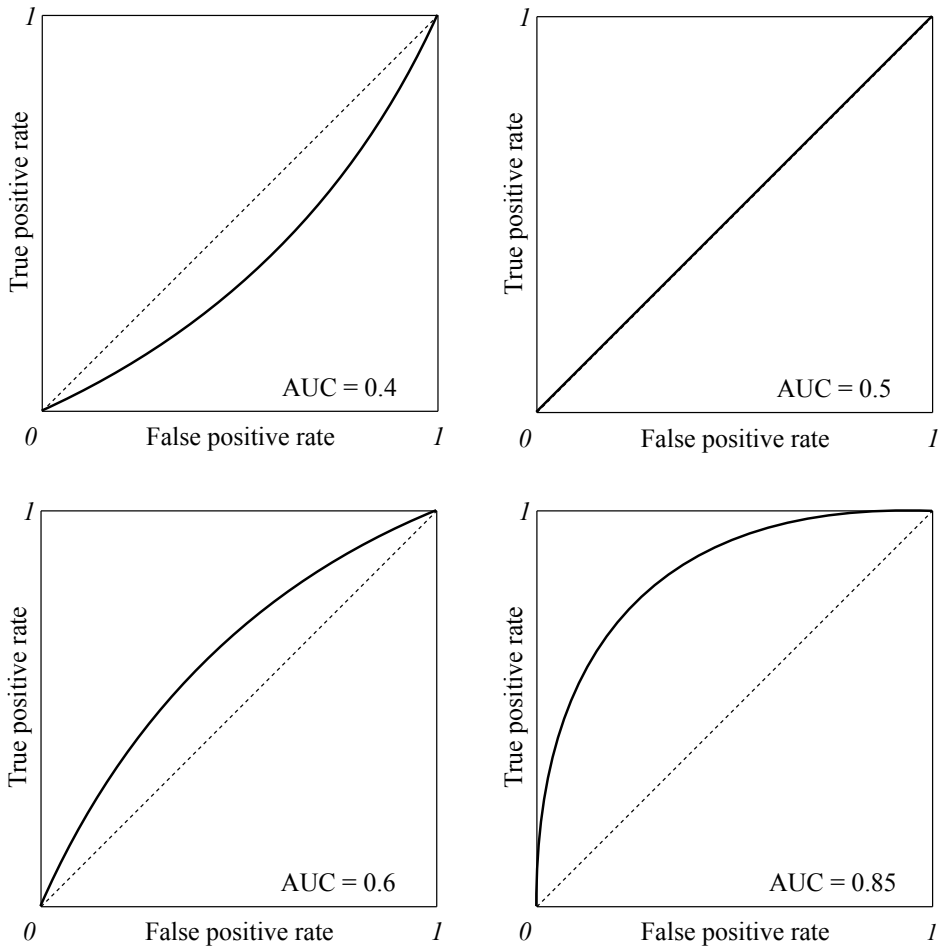 1
True positive rate
AUC = 0.4
0
False positive rate
1
1
True positive rate
AUC = 0.5
0
False positive rate
1
1
True positive rate
AUC = 0.6
0
False positive rate
1
1
True positive rate
AUC = 0.85
0
False positive rate
1